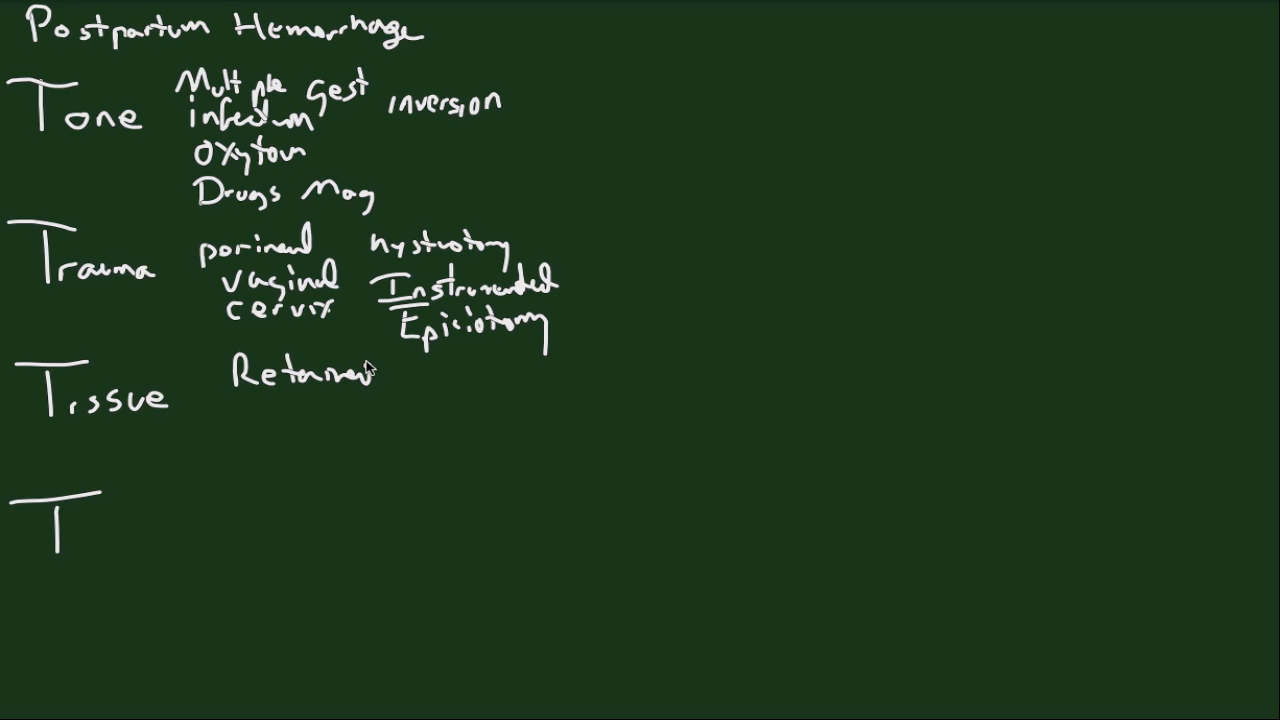 Postpartum Hemorrhage
Tone
Multiple Gest inversion
infection
Oxytocin
Drugs Mag
Trauma
perineal hysterotomy
vaginal Instrumented
cervix Episiotomy
Tissue
Retained
T